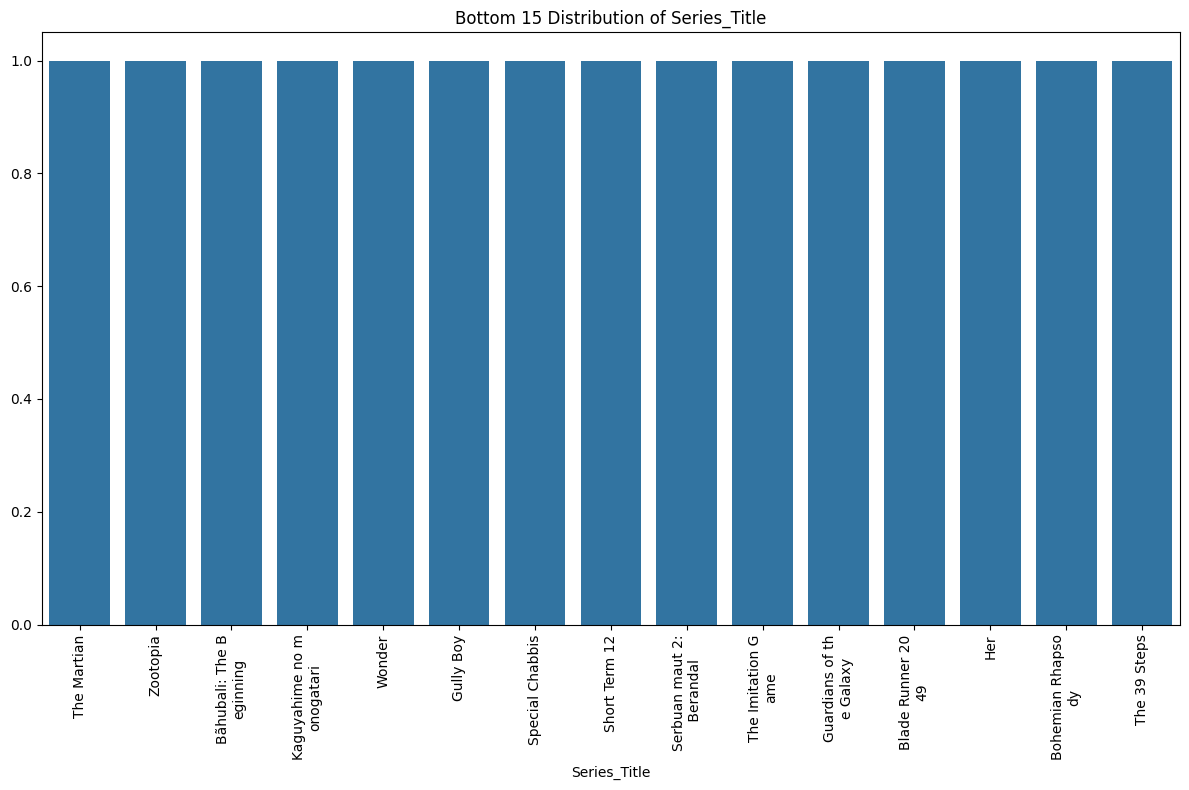 Bottom 15 Distribution of Series_Title
1.0
0.8
0.6
0.4
0.2
0.0
The Martian
Zootopia
Bãhubali: The B
eginning
Kaguyahime no m
onogatari
Wonder
Gully Boy
Special Chabbis
Short Term 12
Serbuan maut 2:
Berandal
The Imitation G
ame
Guardians of th
e Galaxy
Blade Runner 20
49
Her
Bohemian Rhapso
dy
The 39 Steps
Series_Title